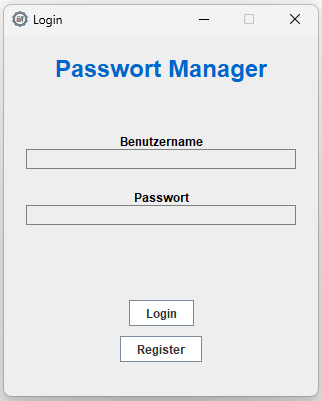 Login
Passwort Manager
Benutzername
Passwort
Login
Register